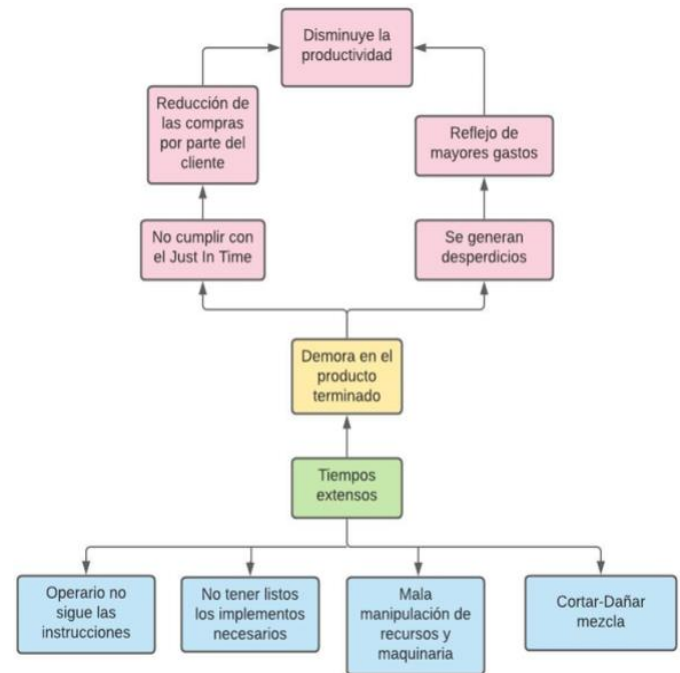 Disminuye la
productividad
Reducción de
las compras
por parte del
cliente
Reflejo de
mayores gastos
No cumplir con
el Just In Time
Se generan
desperdicios
Demora en el
producto
terminado
Tiempos
extensos
Operario no
sigue las
instrucciones
No tener listos
los implementos
necesarios
Mala
manipulación de
recursos y
maquinaria
Cortar-Dañar
mezcla